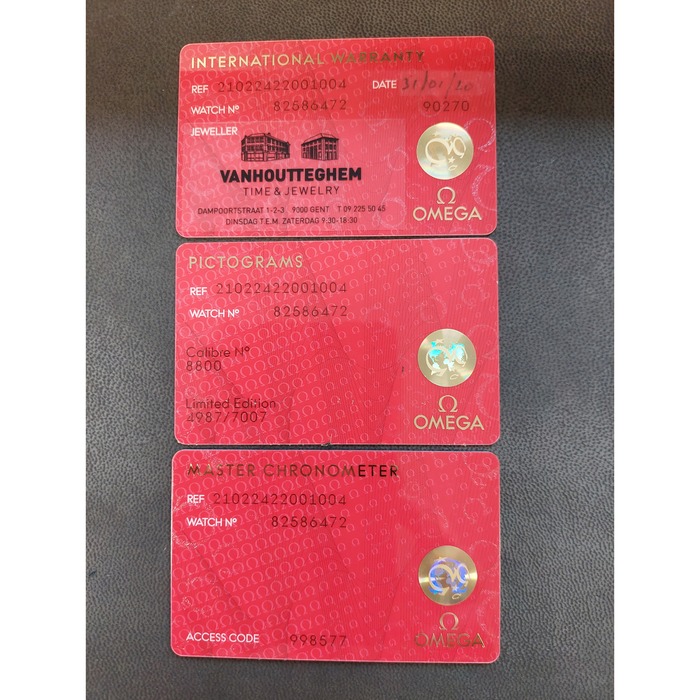 INTERNATIONAL WARRANTY
REF 21022422001004 DATE 31/01/20
WATCH Nº 82586472 90270
JEWELLER
VANHOUTTEGHEM
TIME & JEWELRY
DAMPOORTSTRAAT 1-2-3 9000 GENT T 09 225 50 45
DINSDAG T.E.M. ZATERDAG 9:30-18:30
Ω
OMEGA
PICTOGRAMS
REF 21022422001004
WATCH Nº 82586472
Calibre Nº
8800
Limited Edition
4987/7007
Ω
OMEGA
MASTER CHRONOMETER
REF 21022422001004
WATCH Nº 82586472
ACCESS CODE 998577
Ω
OMEGA